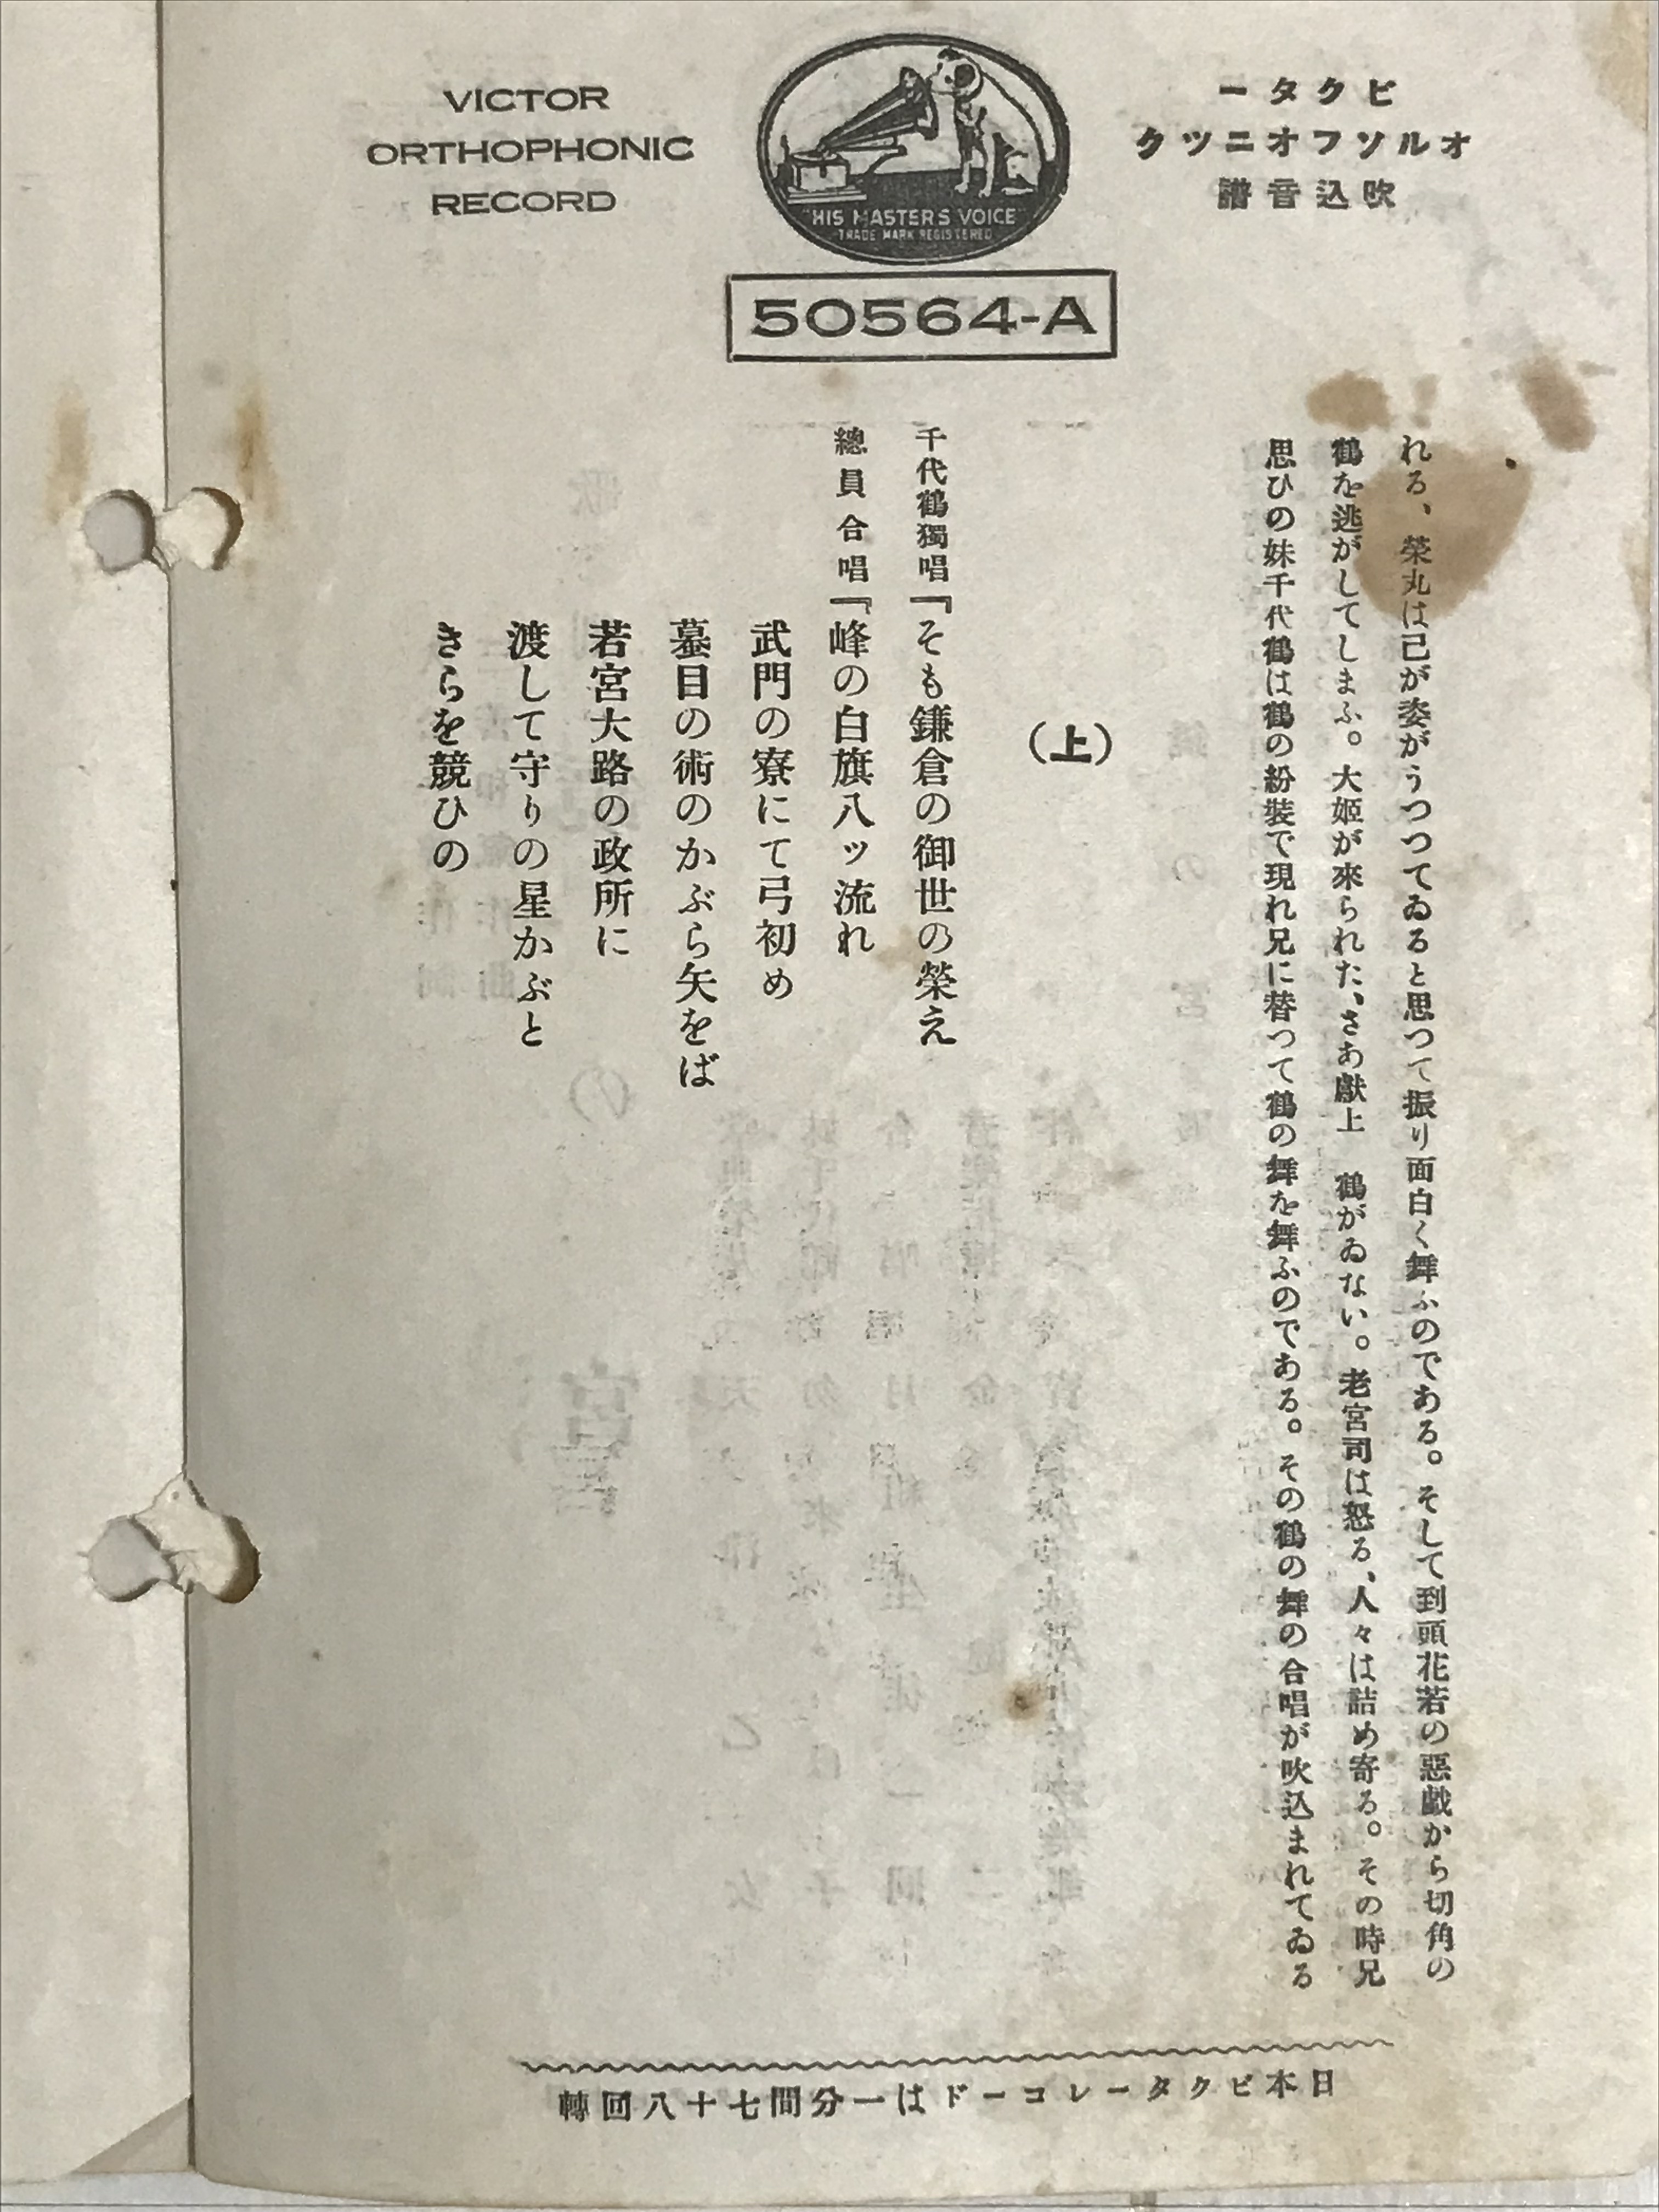 VICTOR
ORTHOPHONIC
RECORD
"HIS MASTER'S VOICE"
TRADE MARK REGISTERED
ビクター
オルソフオニツク
吹込音譜
50564-A
れる、榮丸は己が姿がうつつてゐると思つて振り面白く舞ふのである。そして到頭花若の惡戯から切角の
鶴を逃がしてしまふ。大姫が來られた、さあ獻上 鶴がゐない。老宮司は怒る、人々は詰め寄る。その時兄
思ひの妹千代鶴は鶴の紛裝で現れ兄に替つて鶴の舞を舞ふのである。その鶴の舞の合唱が吹込まれてゐる
(上)
千代鶴獨唱『そも鎌倉の御世の榮え
總員合唱『峰の白旗八ッ流れ
武門の寮にて弓初め
蟇目の術のかぶら矢をば
若宮大路の政所に
渡して守りの星かぶと
きらを競ひの
日本ビクターレコードは一分間七十八回轉